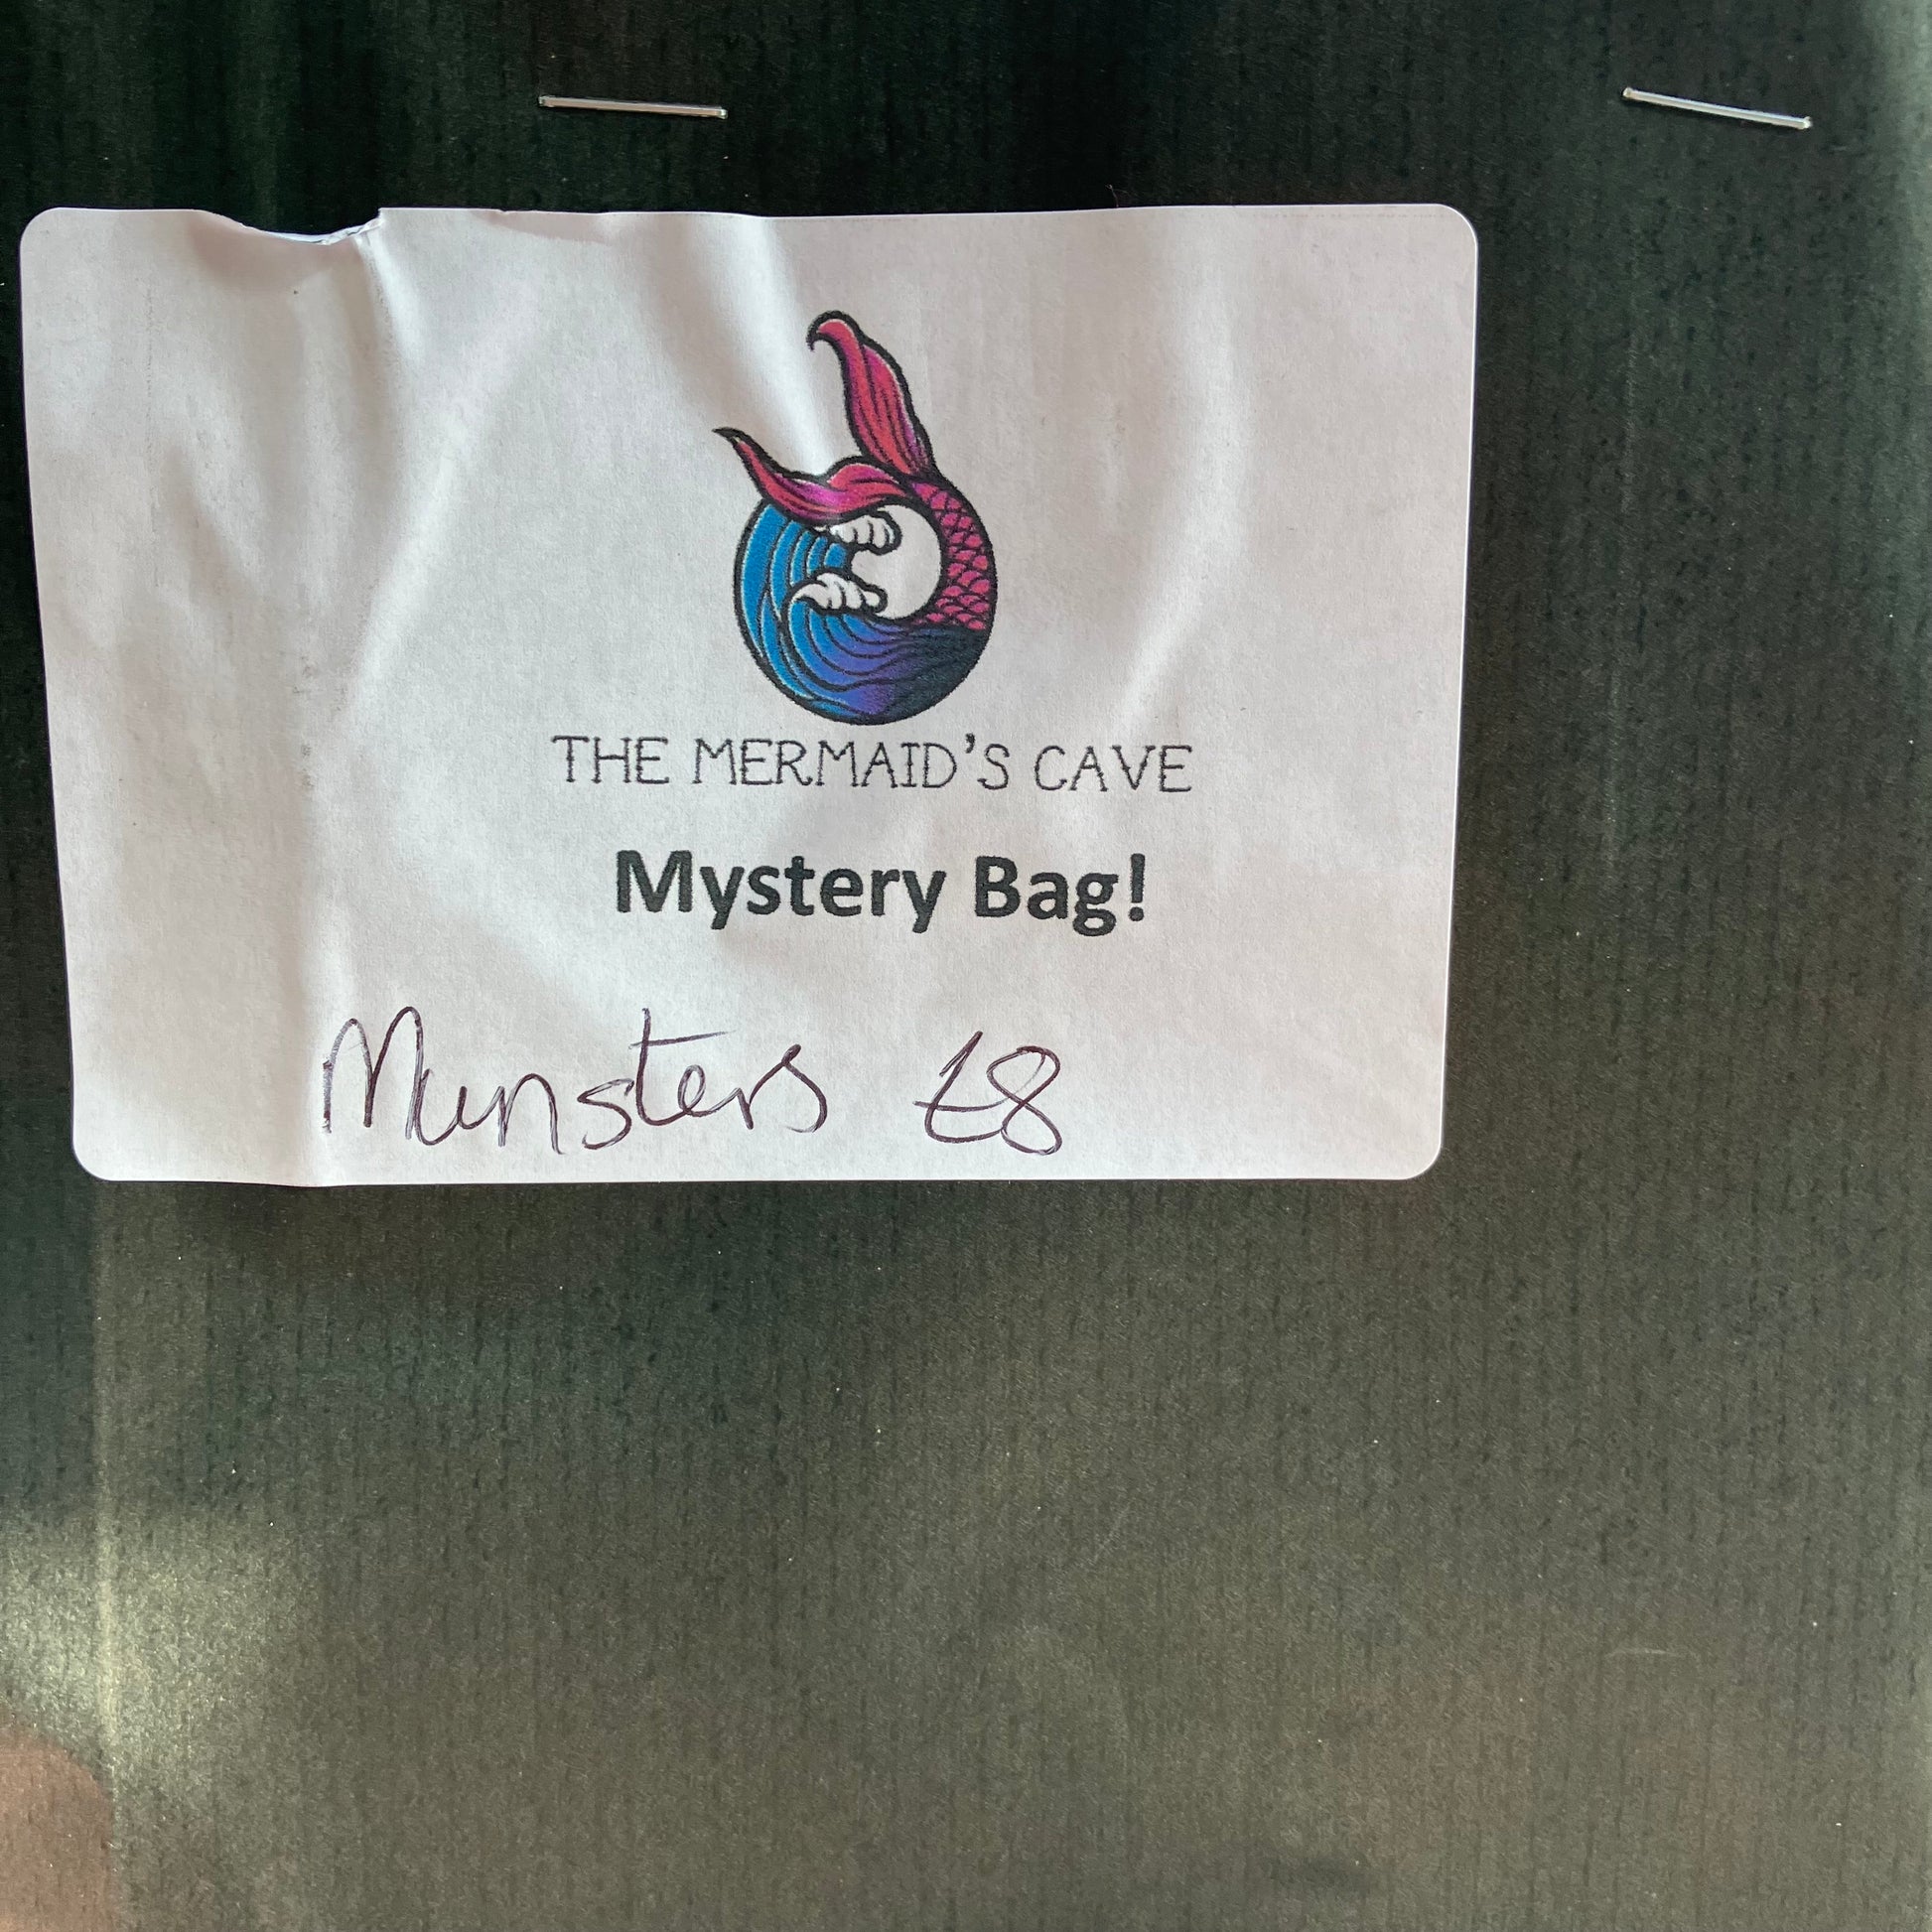 THE MERMAID'S CAVE
Mystery Bag!
Munsters £8